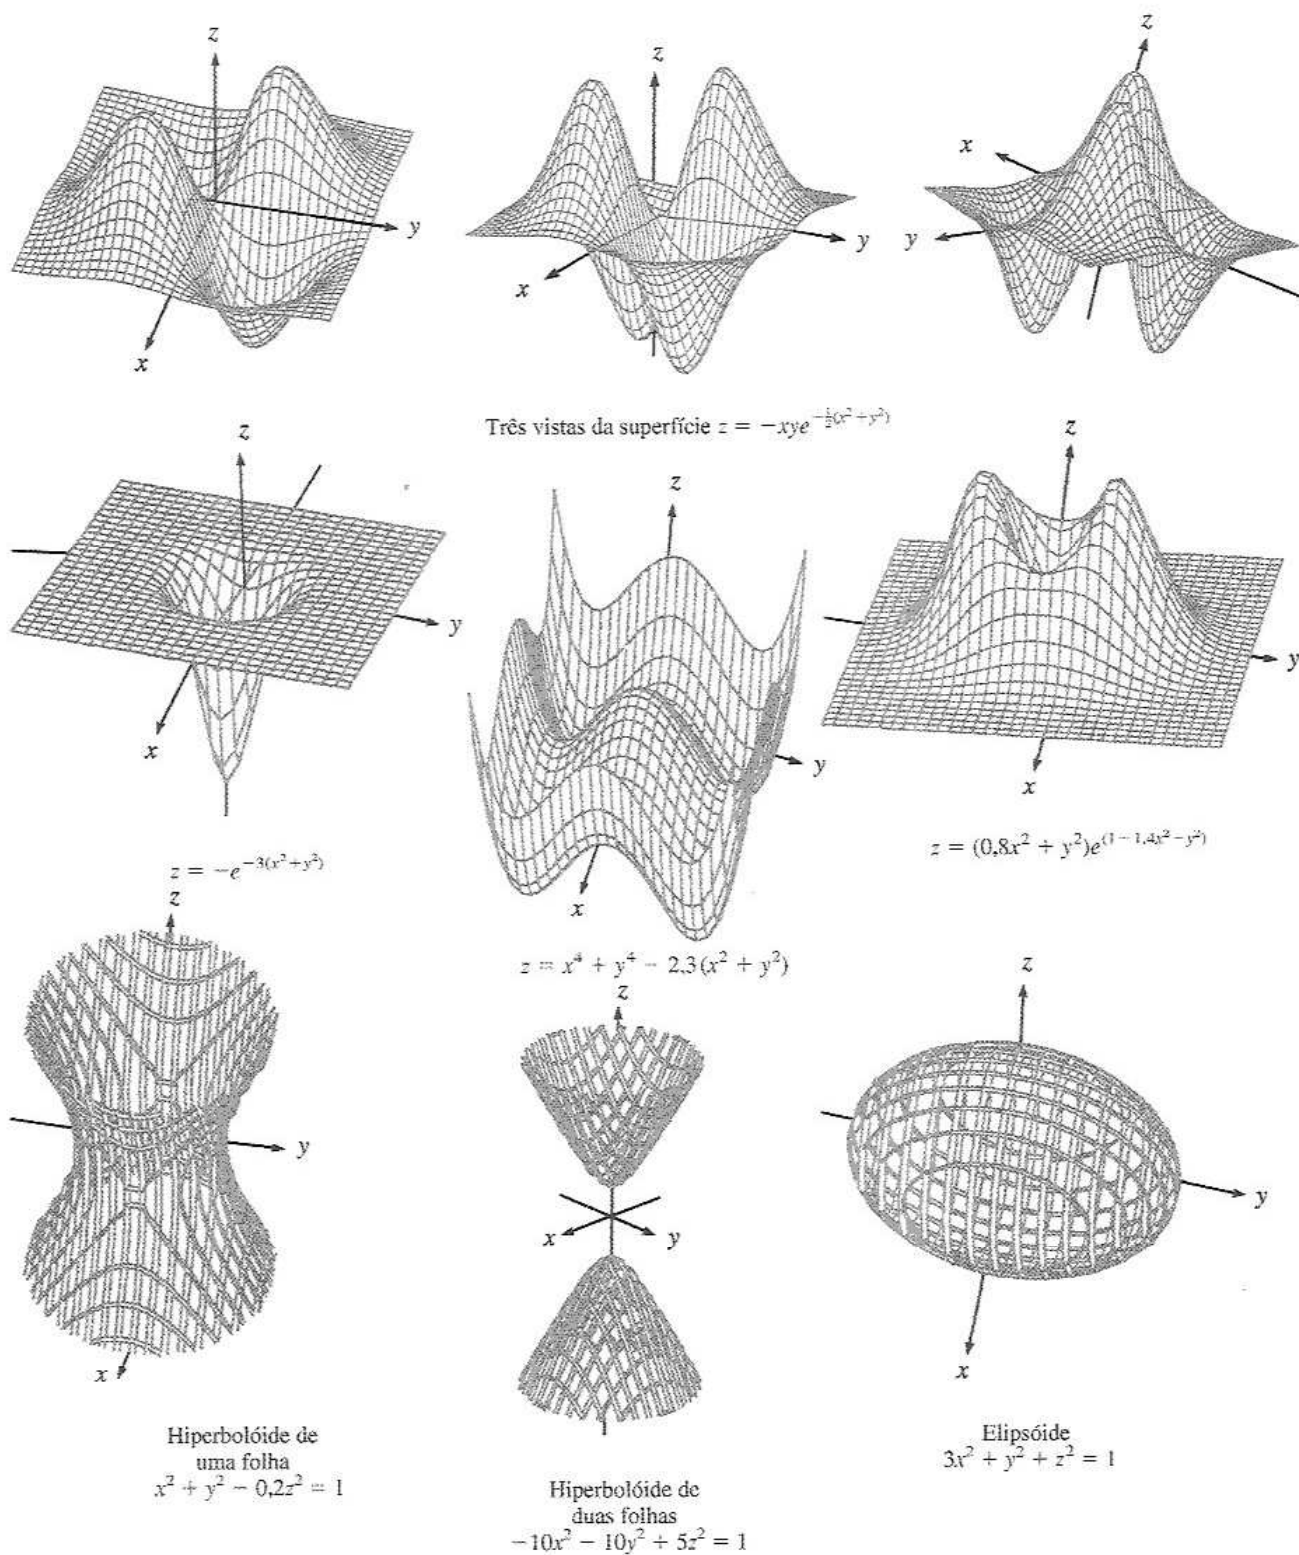 z
y
x
z
y
x
z
x
y
Três vistas da superfície z = −xye^{−\frac{1}{2}(x² + y²)}
z
y
x
z = −e^{−3(x² + y²)}
z
y
x
z = x⁴ + y⁴ − 2,3(x² + y²)
z
y
x
z = (0,8x² + y²)e^{(1 − 1,4x² − y²)}
z
y
x
Hiperbolóide de
uma folha
x² + y² − 0,2z² = 1
z
x
y
Hiperbolóide de
duas folhas
−10x² − 10y² + 5z² = 1
z
y
x
Elipsóide
3x² + y² + z² = 1